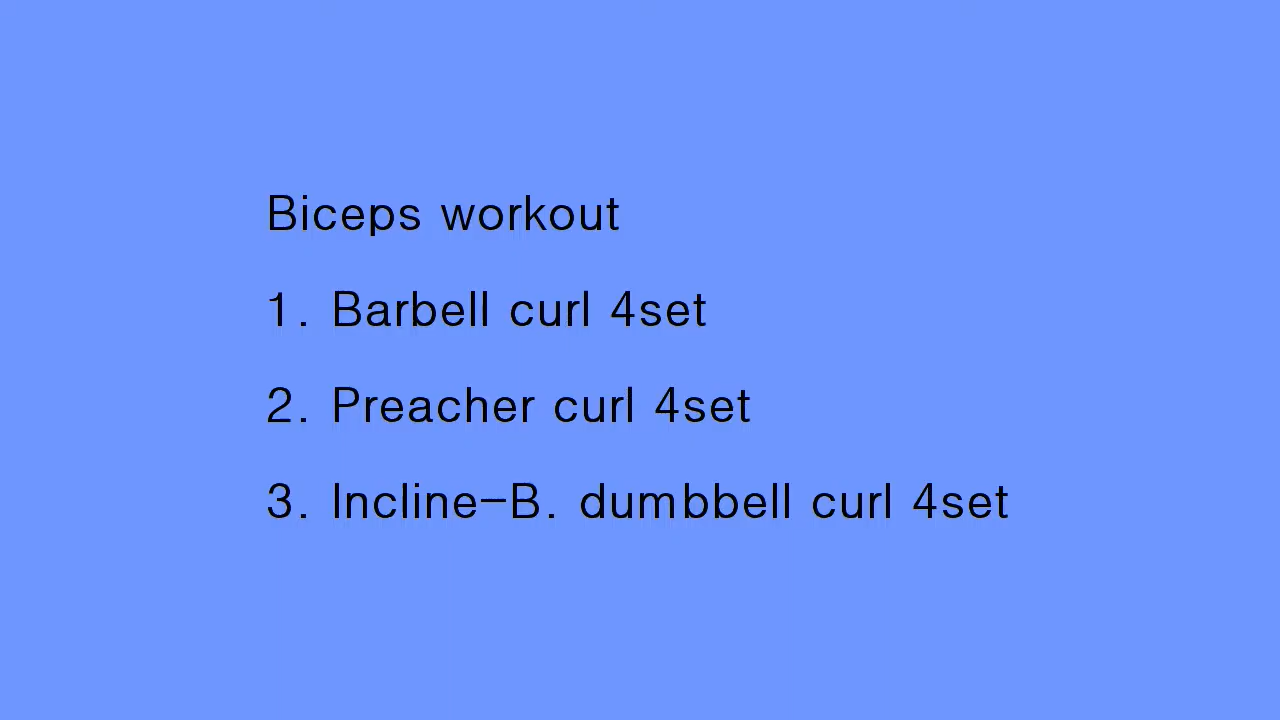 Biceps workout
1. Barbell curl 4set
2. Preacher curl 4set
3. Incline-B. dumbbell curl 4set